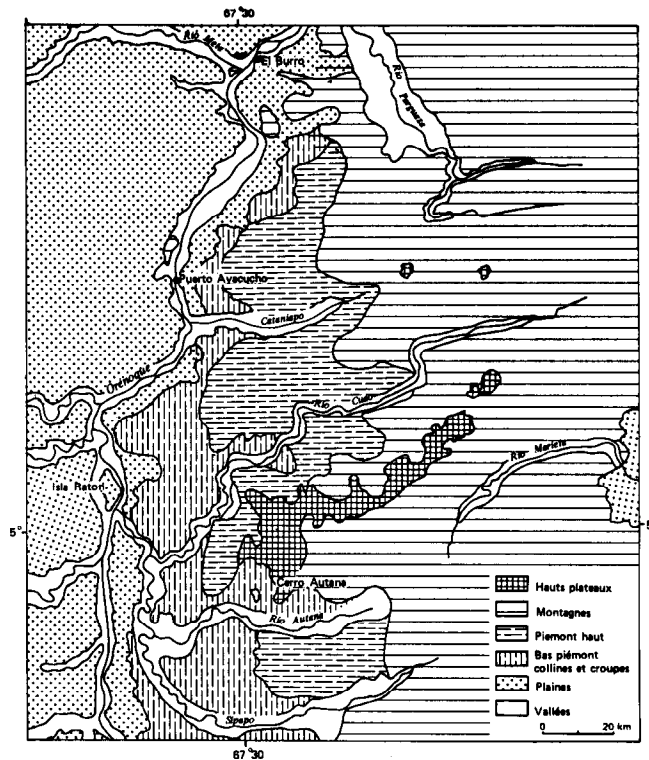 67°30
Río Meta
El Burro
Río Parguaza
Puerto Ayacucho
Cataniapo
Orénoque
Río Cuao
Isla Raton
Río Marieta
5°
5
Cerro Autana
Río Autana
Sipapo
Hauts plateaux
Montagnes
Piemont haut
Bas piémont
collines et croupes
Plaines
Vallées
0 20 km
67°30